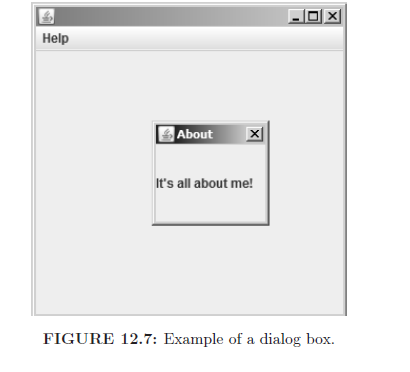 Help
About
It's all about me!
FIGURE 12.7: Example of a dialog box.